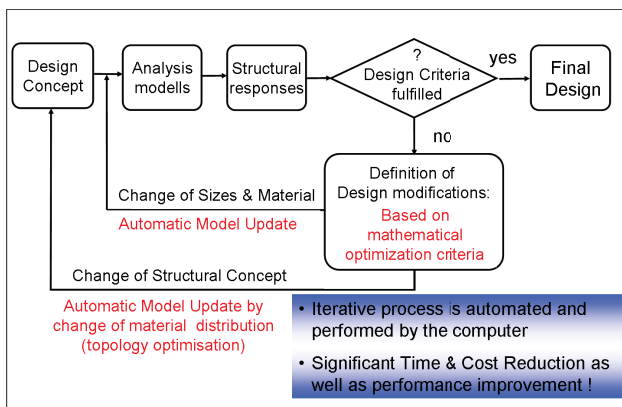 Design
Concept
Analysis
modells
Structural
responses
?
Design Criteria
fulfilled
yes
Final
Design
no
Definition of
Design modifications:
Based on
mathematical
optimization criteria
Change of Sizes & Material
Automatic Model Update
Change of Structural Concept
Automatic Model Update by
change of material distribution
(topology optimisation)
• Iterative process is automated and
performed by the computer
• Significant Time & Cost Reduction as
well as performance improvement !